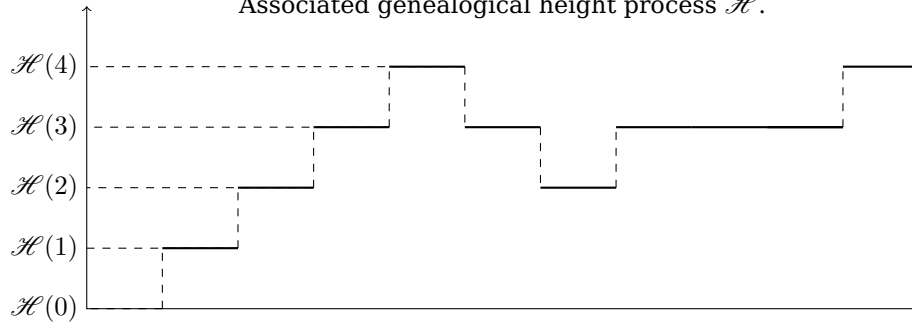 Associated genealogical height process ℋ.
ℋ(4)
ℋ(3)
ℋ(2)
ℋ(1)
ℋ(0)